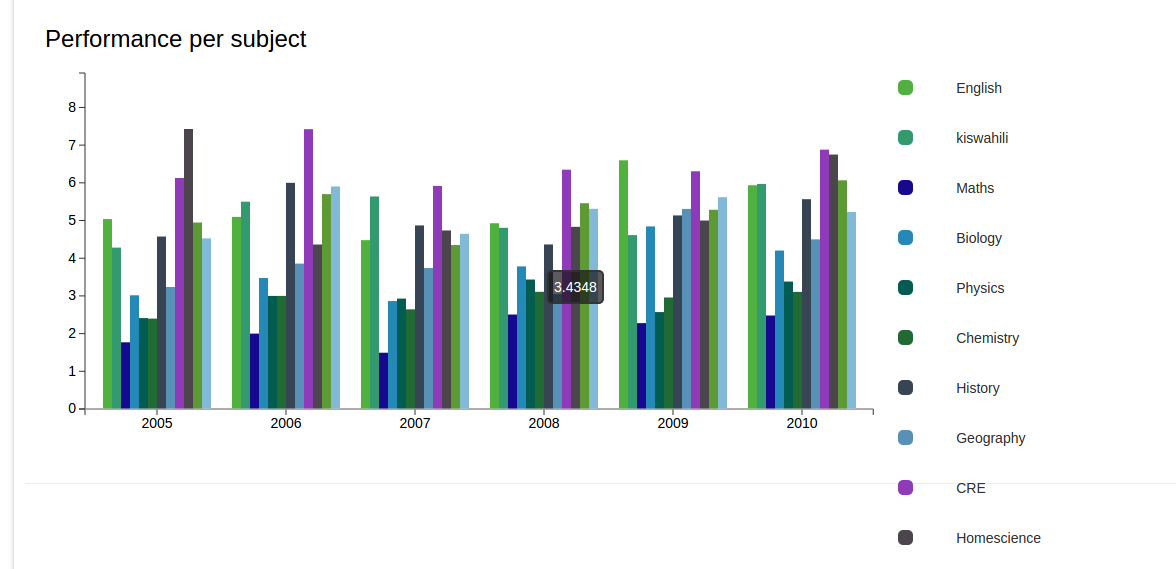 Performance per subject
8
7
6
5
4
3
2
1
0
2005 2006 2007 2008 2009 2010
3.4348
English
kiswahili
Maths
Biology
Physics
Chemistry
History
Geography
CRE
Homescience